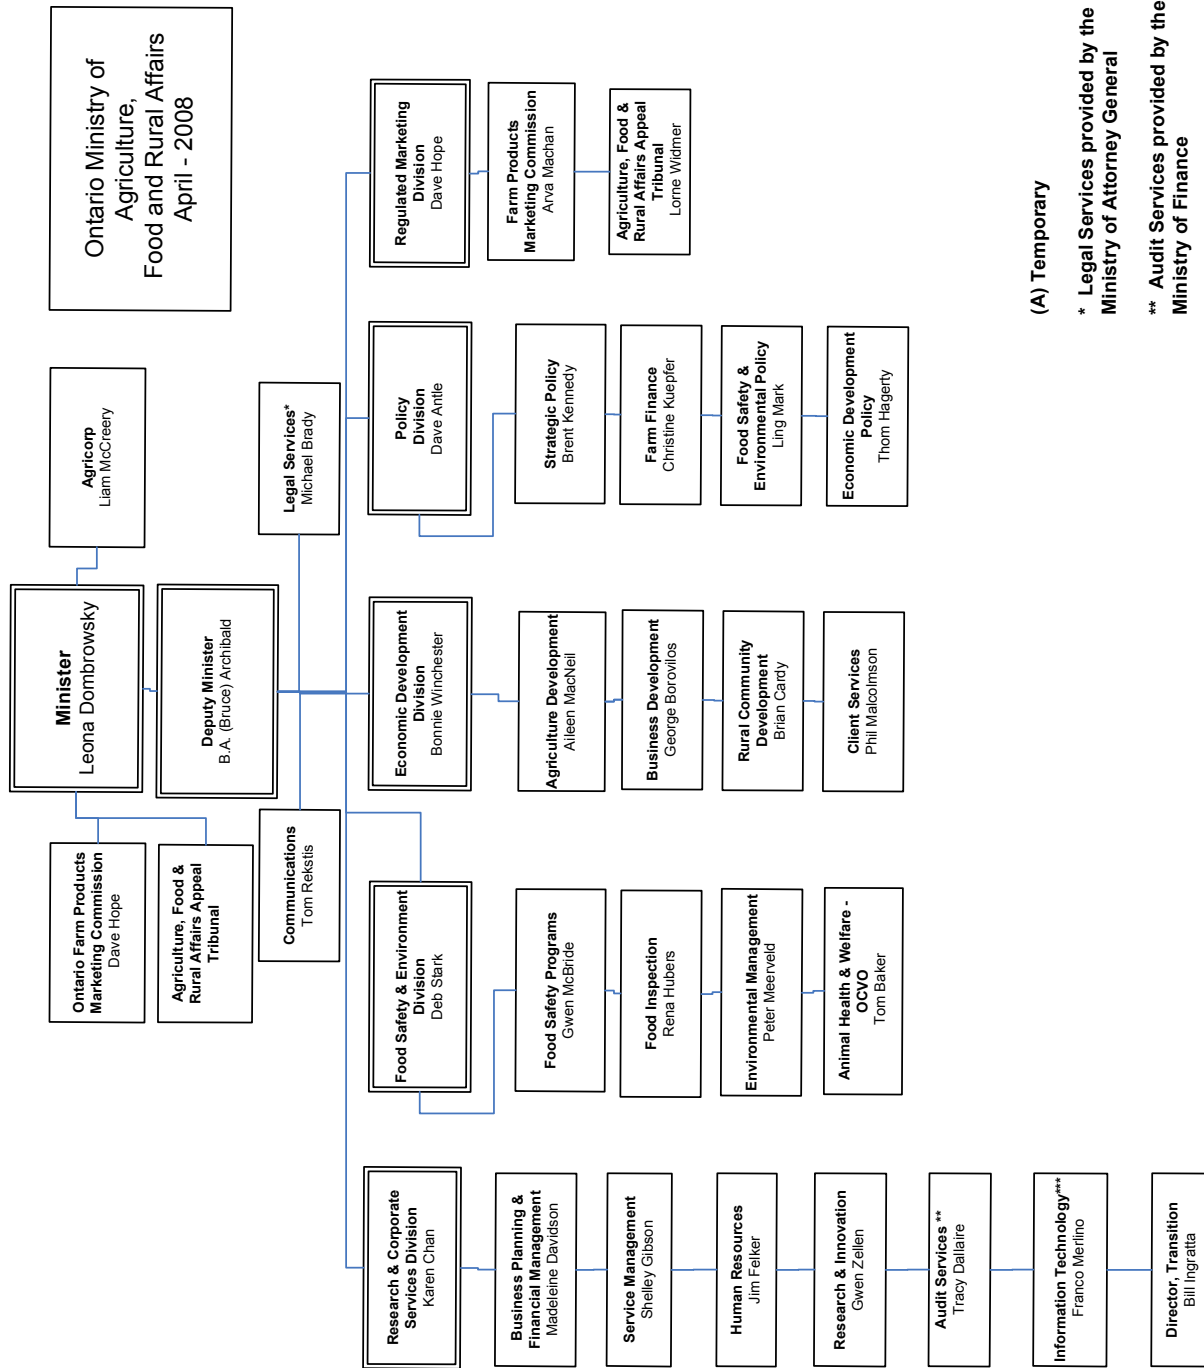 Ontario Ministry of
Agriculture,
Food and Rural Affairs
April - 2008
Minister
Leona Dombrowsky
Agricorp
Liam McCreery
Ontario Farm Products
Marketing Commission
Dave Hope
Agriculture, Food &
Rural Affairs Appeal
Tribunal
Deputy Minister
B.A. (Bruce) Archibald
Communications
Tom Rekstis
Legal Services*
Michael Brady
Research & Corporate
Services Division
Karen Chan
Business Planning &
Financial Management
Madeleine Davidson
Service Management
Shelley Gibson
Human Resources
Jim Felker
Research & Innovation
Gwen Zellen
Audit Services **
Tracy Dallaire
Information Technology***
Franco Merlino
Director, Transition
Bill Ingratta
Food Safety & Environment
Division
Deb Stark
Food Safety Programs
Gwen McBride
Food Inspection
Rena Hubers
Environmental Management
Peter Meerveld
Animal Health & Welfare -
OCVO
Tom Baker
Economic Development
Division
Bonnie Winchester
Agriculture Development
Aileen MacNeil
Business Development
George Borovilos
Rural Community
Development
Brian Cardy
Client Services
Phil Malcolmson
Policy
Division
Dave Antle
Strategic Policy
Brent Kennedy
Farm Finance
Christine Kuepfer
Food Safety &
Environmental Policy
Ling Mark
Economic Development
Policy
Thom Hagerty
Regulated Marketing
Division
Dave Hope
Farm Products
Marketing Commission
Arva Machan
Agriculture, Food &
Rural Affairs Appeal
Tribunal
Lorne Widmer
(A) Temporary
* Legal Services provided by the
Ministry of Attorney General
** Audit Services provided by the
Ministry of Finance